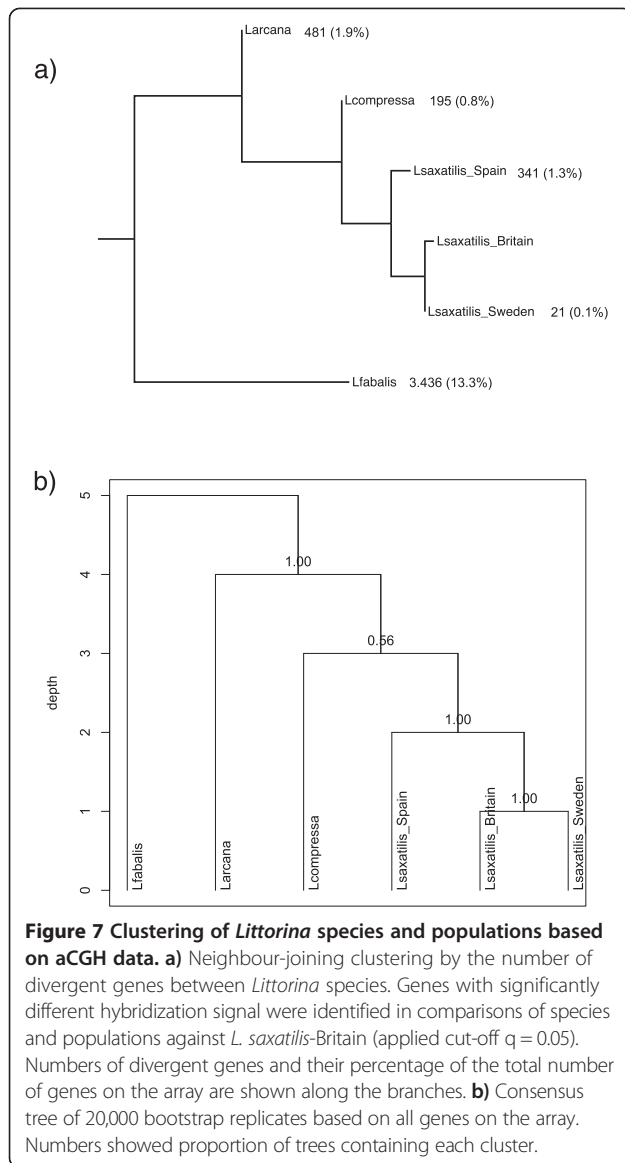 a)
Larcana 481 (1.9%)
Lcompressa 195 (0.8%)
Lsaxatilis_Spain 341 (1.3%)
Lsaxatilis_Britain
Lsaxatilis_Sweden 21 (0.1%)
Lfabalis 3.436 (13.3%)
b)
depth
5
4
3
2
1
0
1.00
0.56
1.00
1.00
Lfabalis
Larcana
Lcompressa
Lsaxatilis_Spain
Lsaxatilis_Britain
Lsaxatilis_Sweden
Figure 7 Clustering of Littorina species and populations based
on aCGH data. a) Neighbour-joining clustering by the number of
divergent genes between Littorina species. Genes with significantly
different hybridization signal were identified in comparisons of species
and populations against L. saxatilis-Britain (applied cut-off q = 0.05).
Numbers of divergent genes and their percentage of the total number
of genes on the array are shown along the branches. b) Consensus
tree of 20,000 bootstrap replicates based on all genes on the array.
Numbers showed proportion of trees containing each cluster.